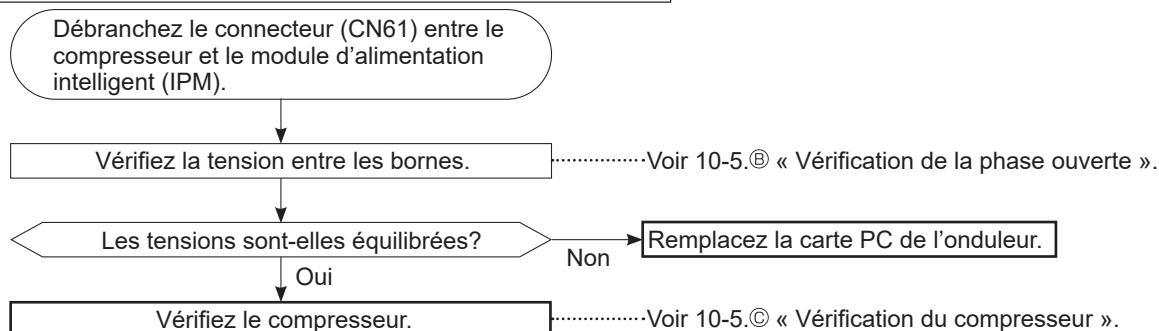 Débranchez le connecteur (CN61) entre le
compresseur et le module d’alimentation
intelligent (IPM).
Vérifiez la tension entre les bornes.
Voir 10-5.Ⓑ « Vérification de la phase ouverte ».
Les tensions sont-elles équilibrées?
Non
Remplacez la carte PC de l’onduleur.
Oui
Vérifiez le compresseur.
Voir 10-5.Ⓒ « Vérification du compresseur ».